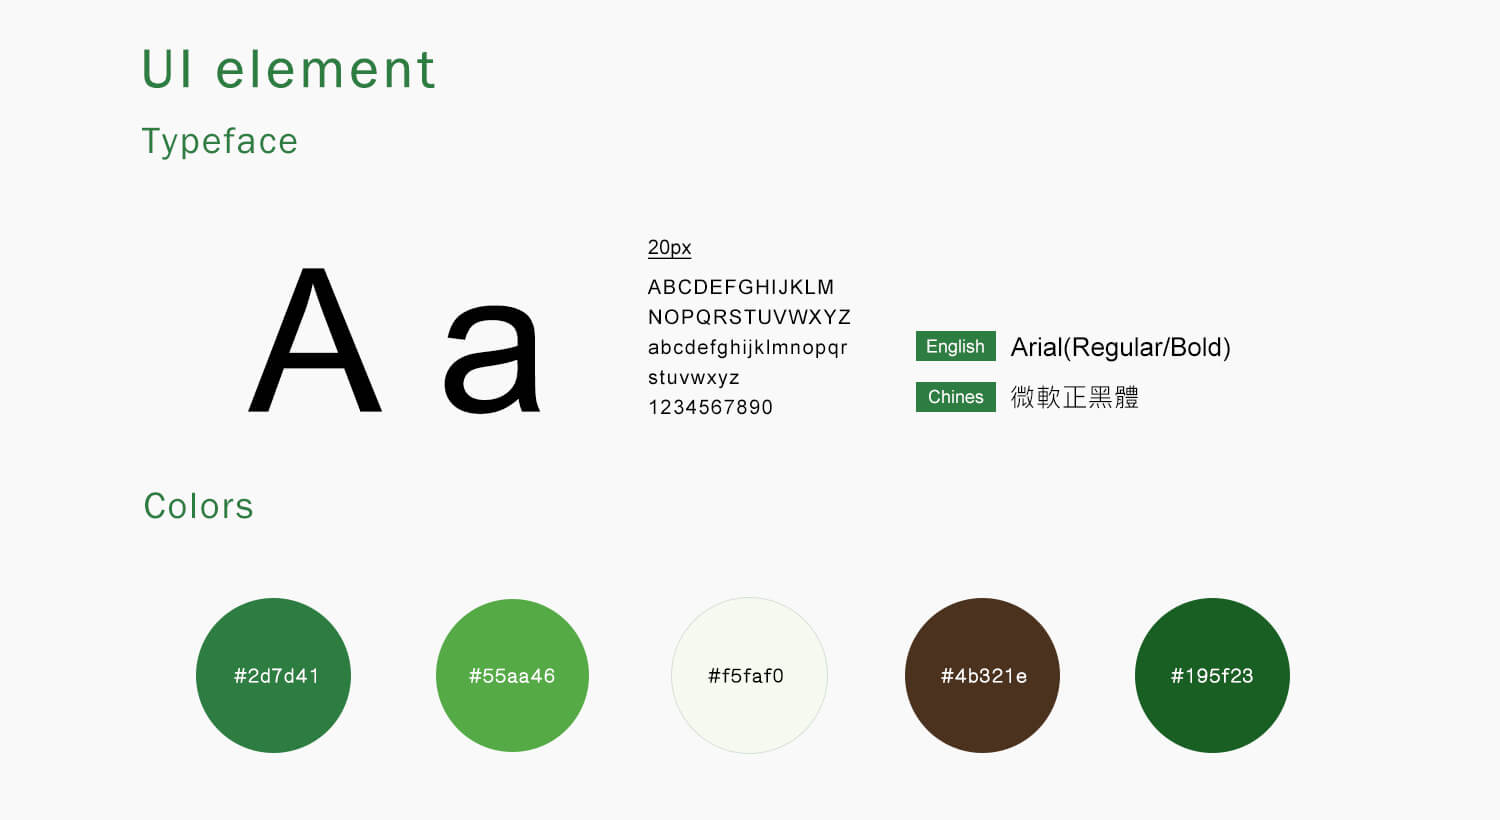 UI element
Typeface
A a
20px
ABCDEFGHIJKLM
NOPQRSTUVWXYZ
abcdefghijklmnopqr
stuvwxyz
1234567890
English Arial(Regular/Bold)
Chines 微軟正黑體
Colors
#2d7d41 #55aa46 #f5faf0 #4b321e #195f23